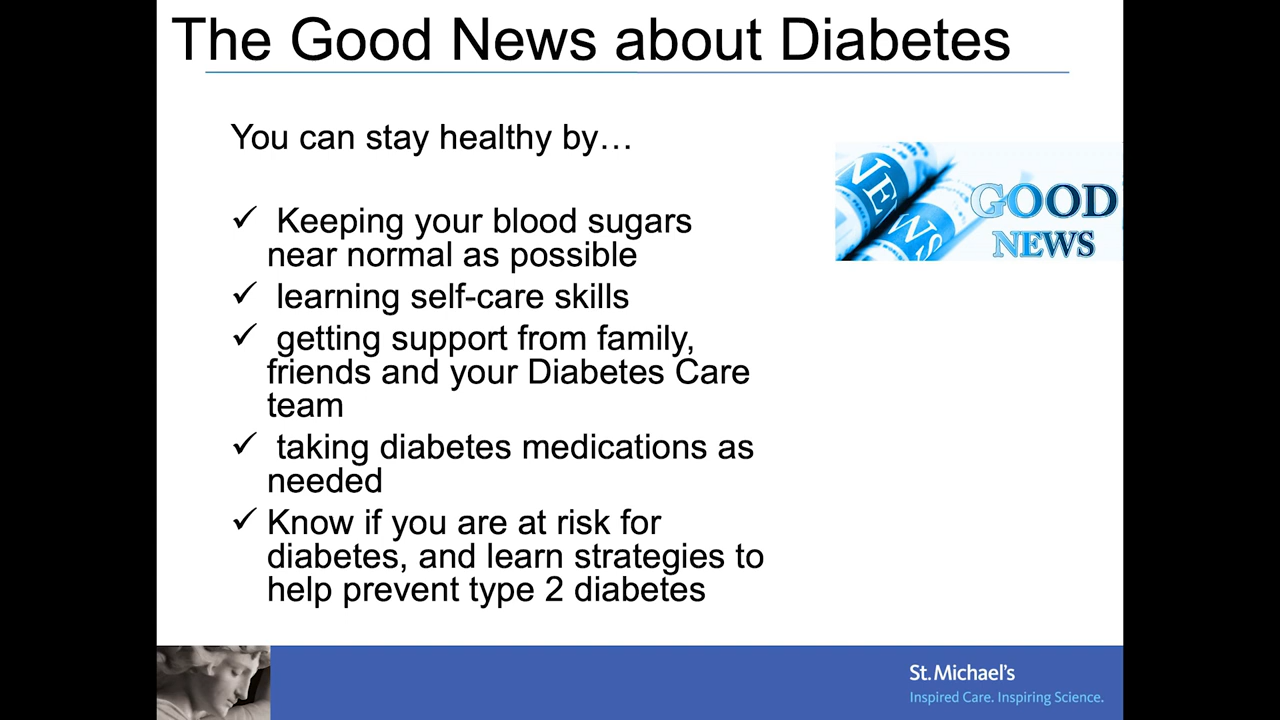 The Good News about Diabetes
You can stay healthy by…
✓ Keeping your blood sugars
near normal as possible
✓ learning self-care skills
✓ getting support from family,
friends and your Diabetes Care
team
✓ taking diabetes medications as
needed
✓ Know if you are at risk for
diabetes, and learn strategies to
help prevent type 2 diabetes
NEWS
NEWS
GOOD
NEWS
St. Michael's
Inspired Care. Inspiring Science.